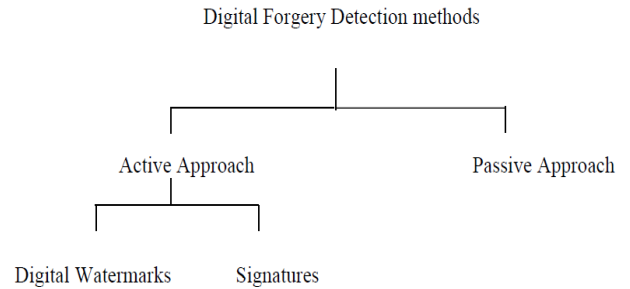 Digital Forgery Detection methods
Active Approach Passive Approach
Digital Watermarks Signatures